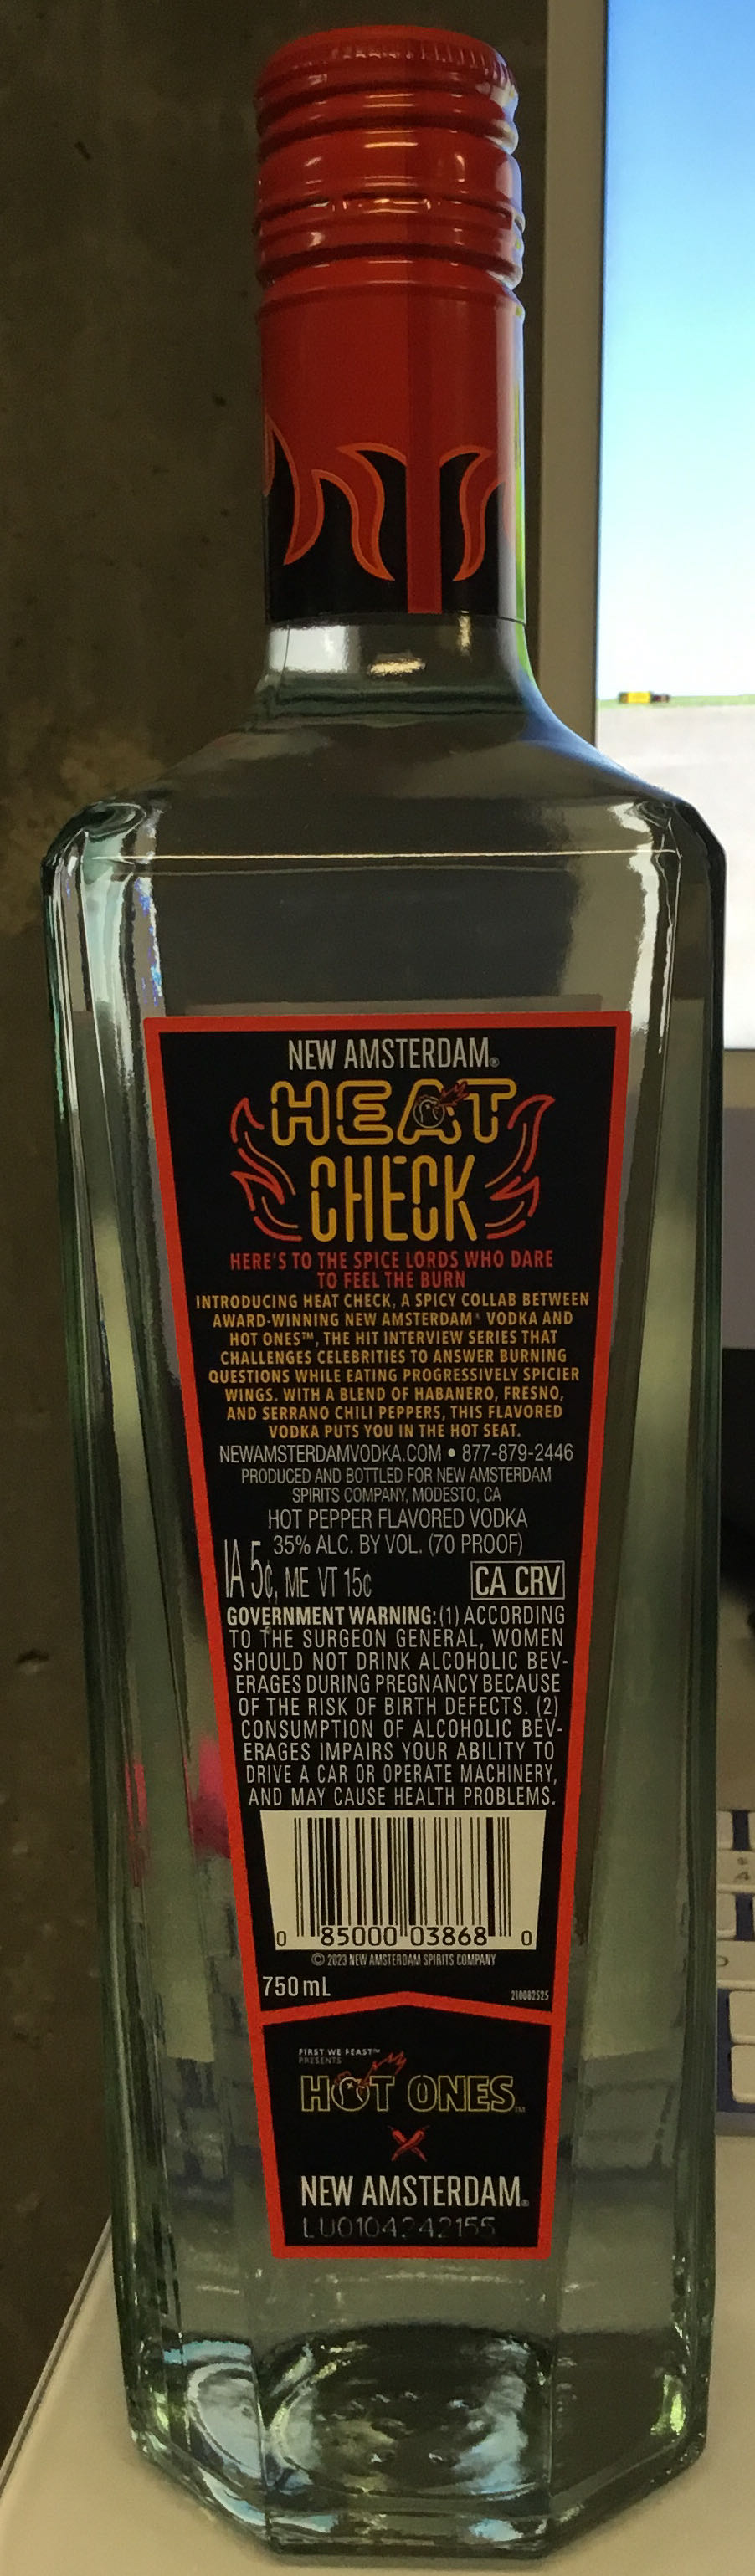 NEW AMSTERDAM®
HEAT
CHECK
HERE'S TO THE SPICE LORDS WHO DARE
TO FEEL THE BURN
INTRODUCING HEAT CHECK, A SPICY COLLAB BETWEEN
AWARD-WINNING NEW AMSTERDAM® VODKA AND
HOT ONES™, THE HIT INTERVIEW SERIES THAT
CHALLENGES CELEBRITIES TO ANSWER BURNING
QUESTIONS WHILE EATING PROGRESSIVELY SPICIER
WINGS. WITH A BLEND OF HABANERO, FRESNO,
AND SERRANO CHILI PEPPERS, THIS FLAVORED
VODKA PUTS YOU IN THE HOT SEAT.
NEWAMSTERDAMVODKA.COM • 877-879-2446
PRODUCED AND BOTTLED FOR NEW AMSTERDAM
SPIRITS COMPANY, MODESTO, CA
HOT PEPPER FLAVORED VODKA
35% ALC. BY VOL. (70 PROOF)
IA 5¢, ME VT 15¢ CA CRV
GOVERNMENT WARNING: (1) ACCORDING
TO THE SURGEON GENERAL, WOMEN
SHOULD NOT DRINK ALCOHOLIC BEV-
ERAGES DURING PREGNANCY BECAUSE
OF THE RISK OF BIRTH DEFECTS. (2)
CONSUMPTION OF ALCOHOLIC BEV-
ERAGES IMPAIRS YOUR ABILITY TO
DRIVE A CAR OR OPERATE MACHINERY,
AND MAY CAUSE HEALTH PROBLEMS.
0 85000 03868 0
© 2023 NEW AMSTERDAM SPIRITS COMPANY
750 mL 210082525
FIRST WE FEAST™
PRESENTS
HOT ONES™
NEW AMSTERDAM®
LU0104242155